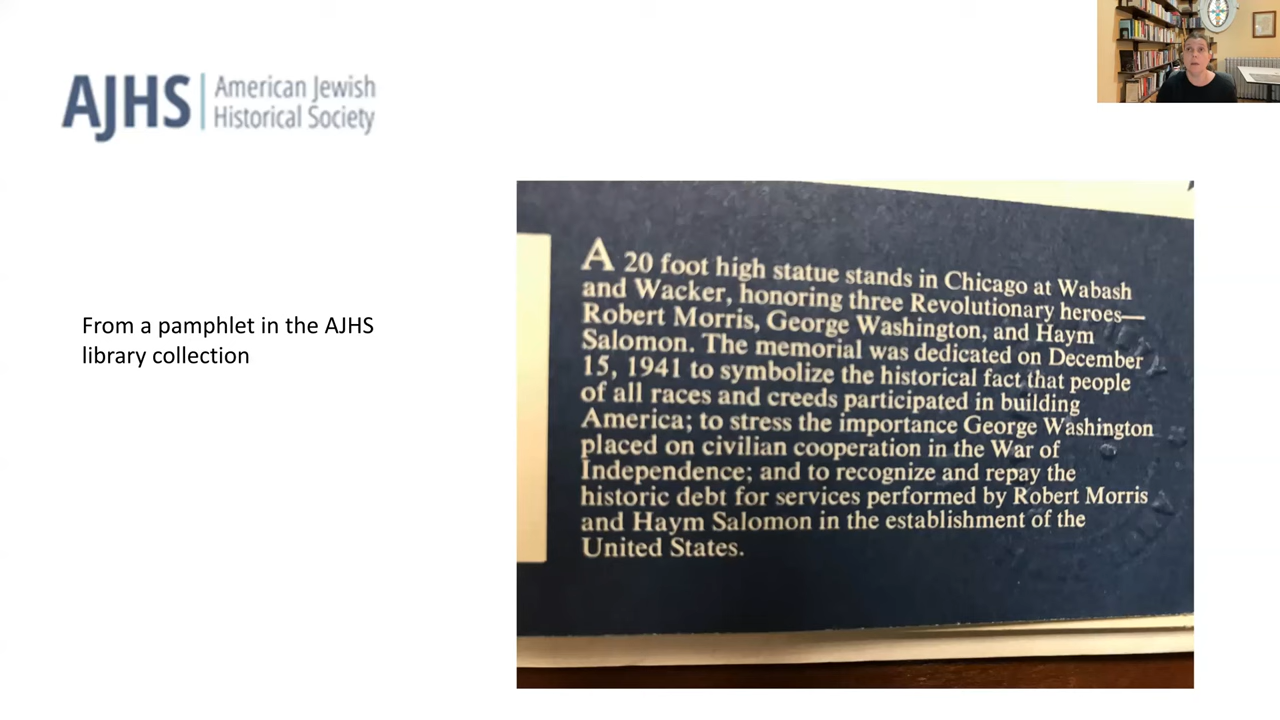 AJHS
American Jewish
Historical Society
From a pamphlet in the AJHS
library collection
A 20 foot high statue stands in Chicago at Wabash
and Wacker, honoring three Revolutionary heroes—
Robert Morris, George Washington, and Haym
Salomon. The memorial was dedicated on December
15, 1941 to symbolize the historical fact that people
of all races and creeds participated in building
America; to stress the importance George Washington
placed on civilian cooperation in the War of
Independence; and to recognize and repay the
historic debt for services performed by Robert Morris
and Haym Salomon in the establishment of the
United States.